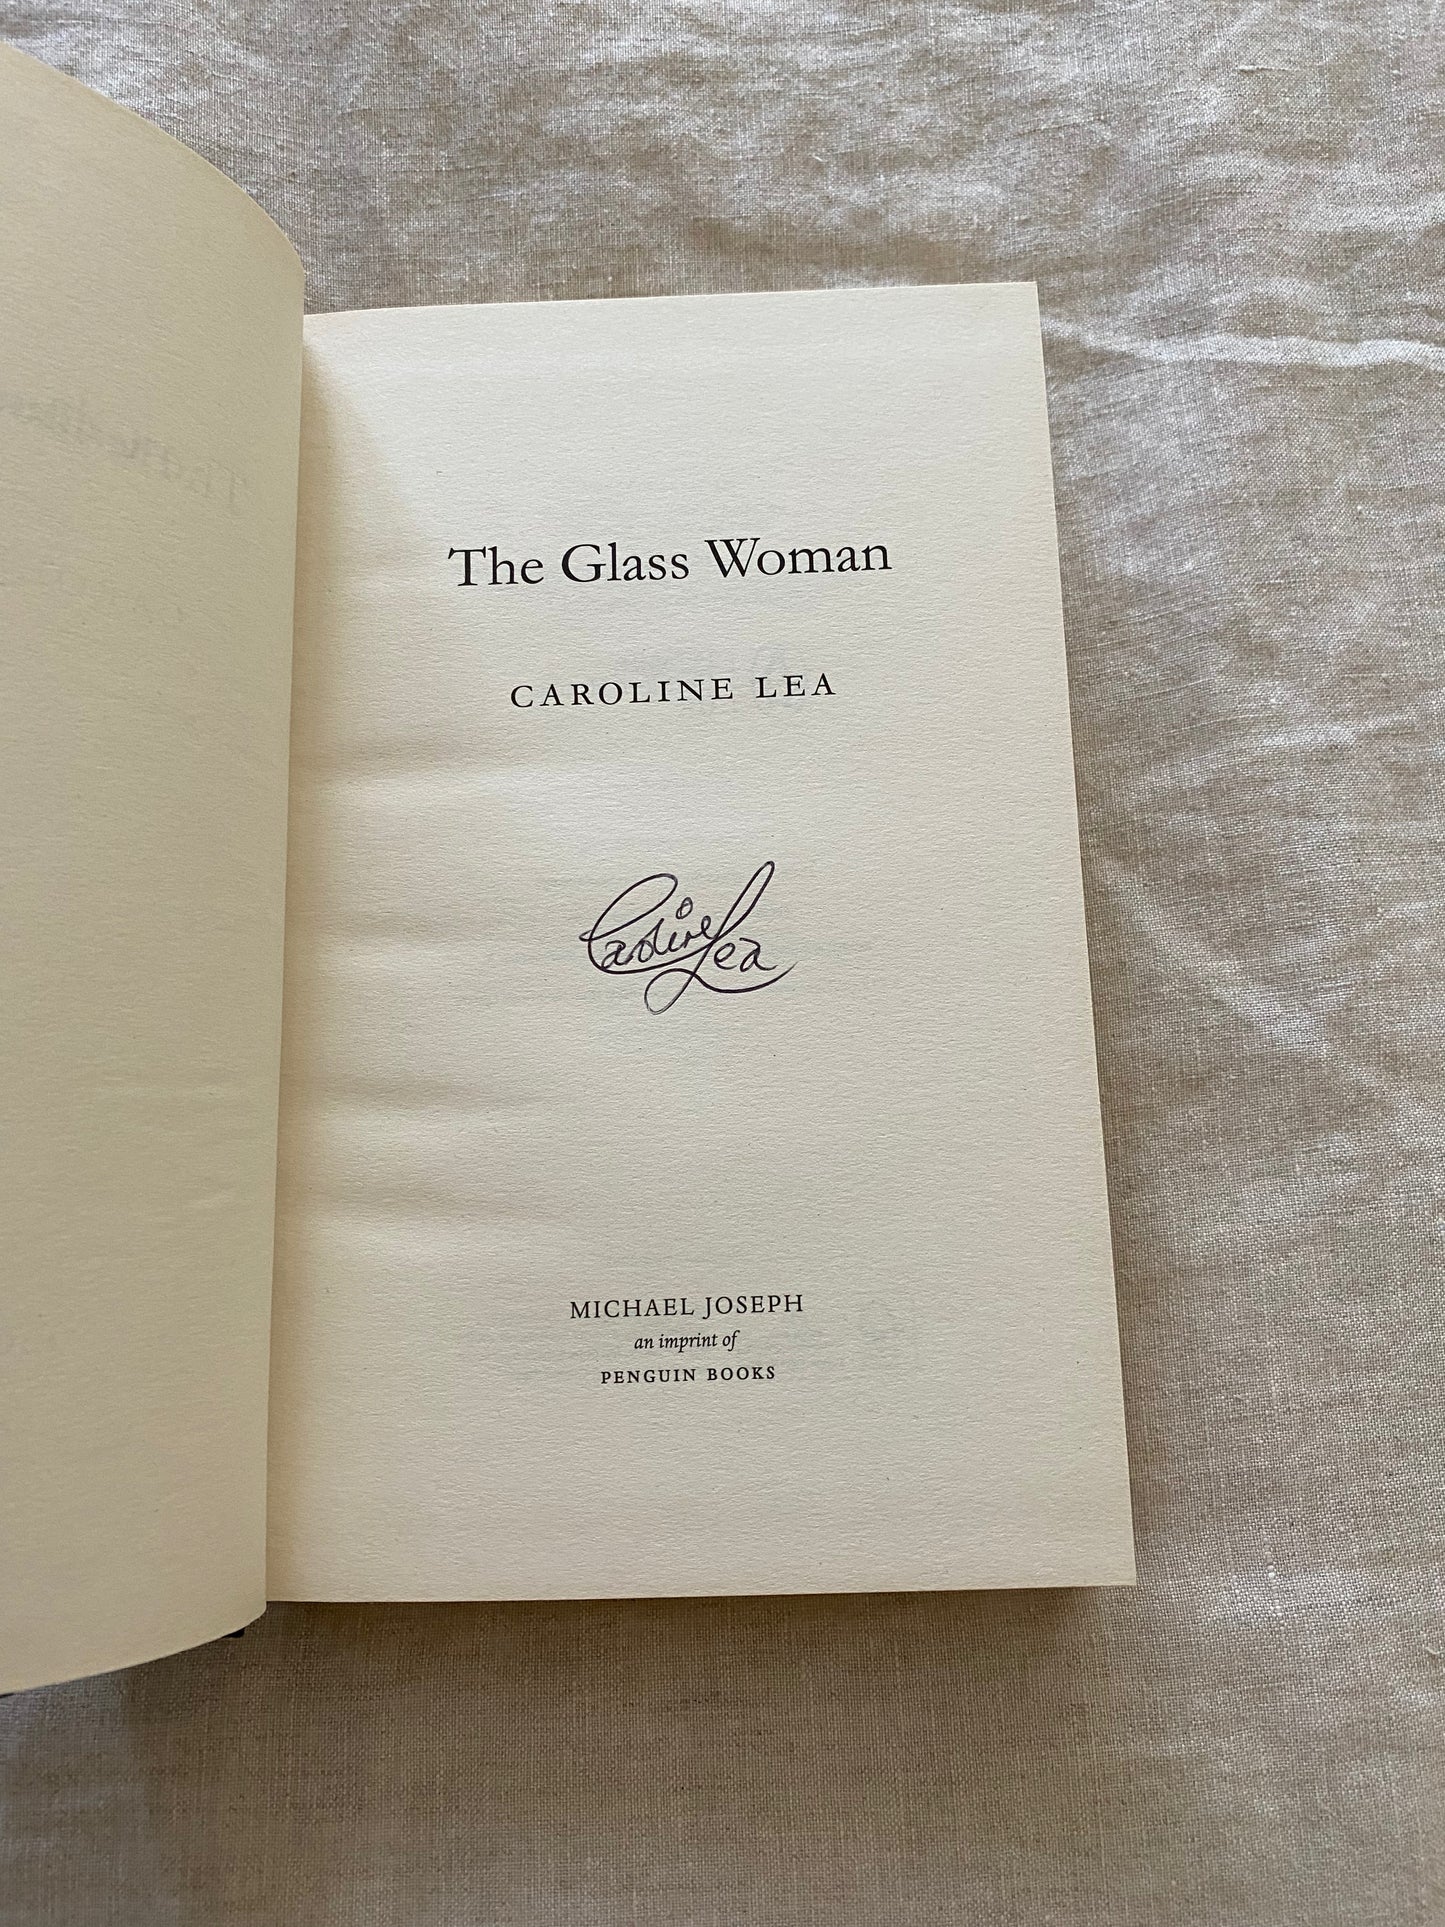 The Glass Woman
CAROLINE LEA
Caroline Lea
MICHAEL JOSEPH
an imprint of
PENGUIN BOOKS